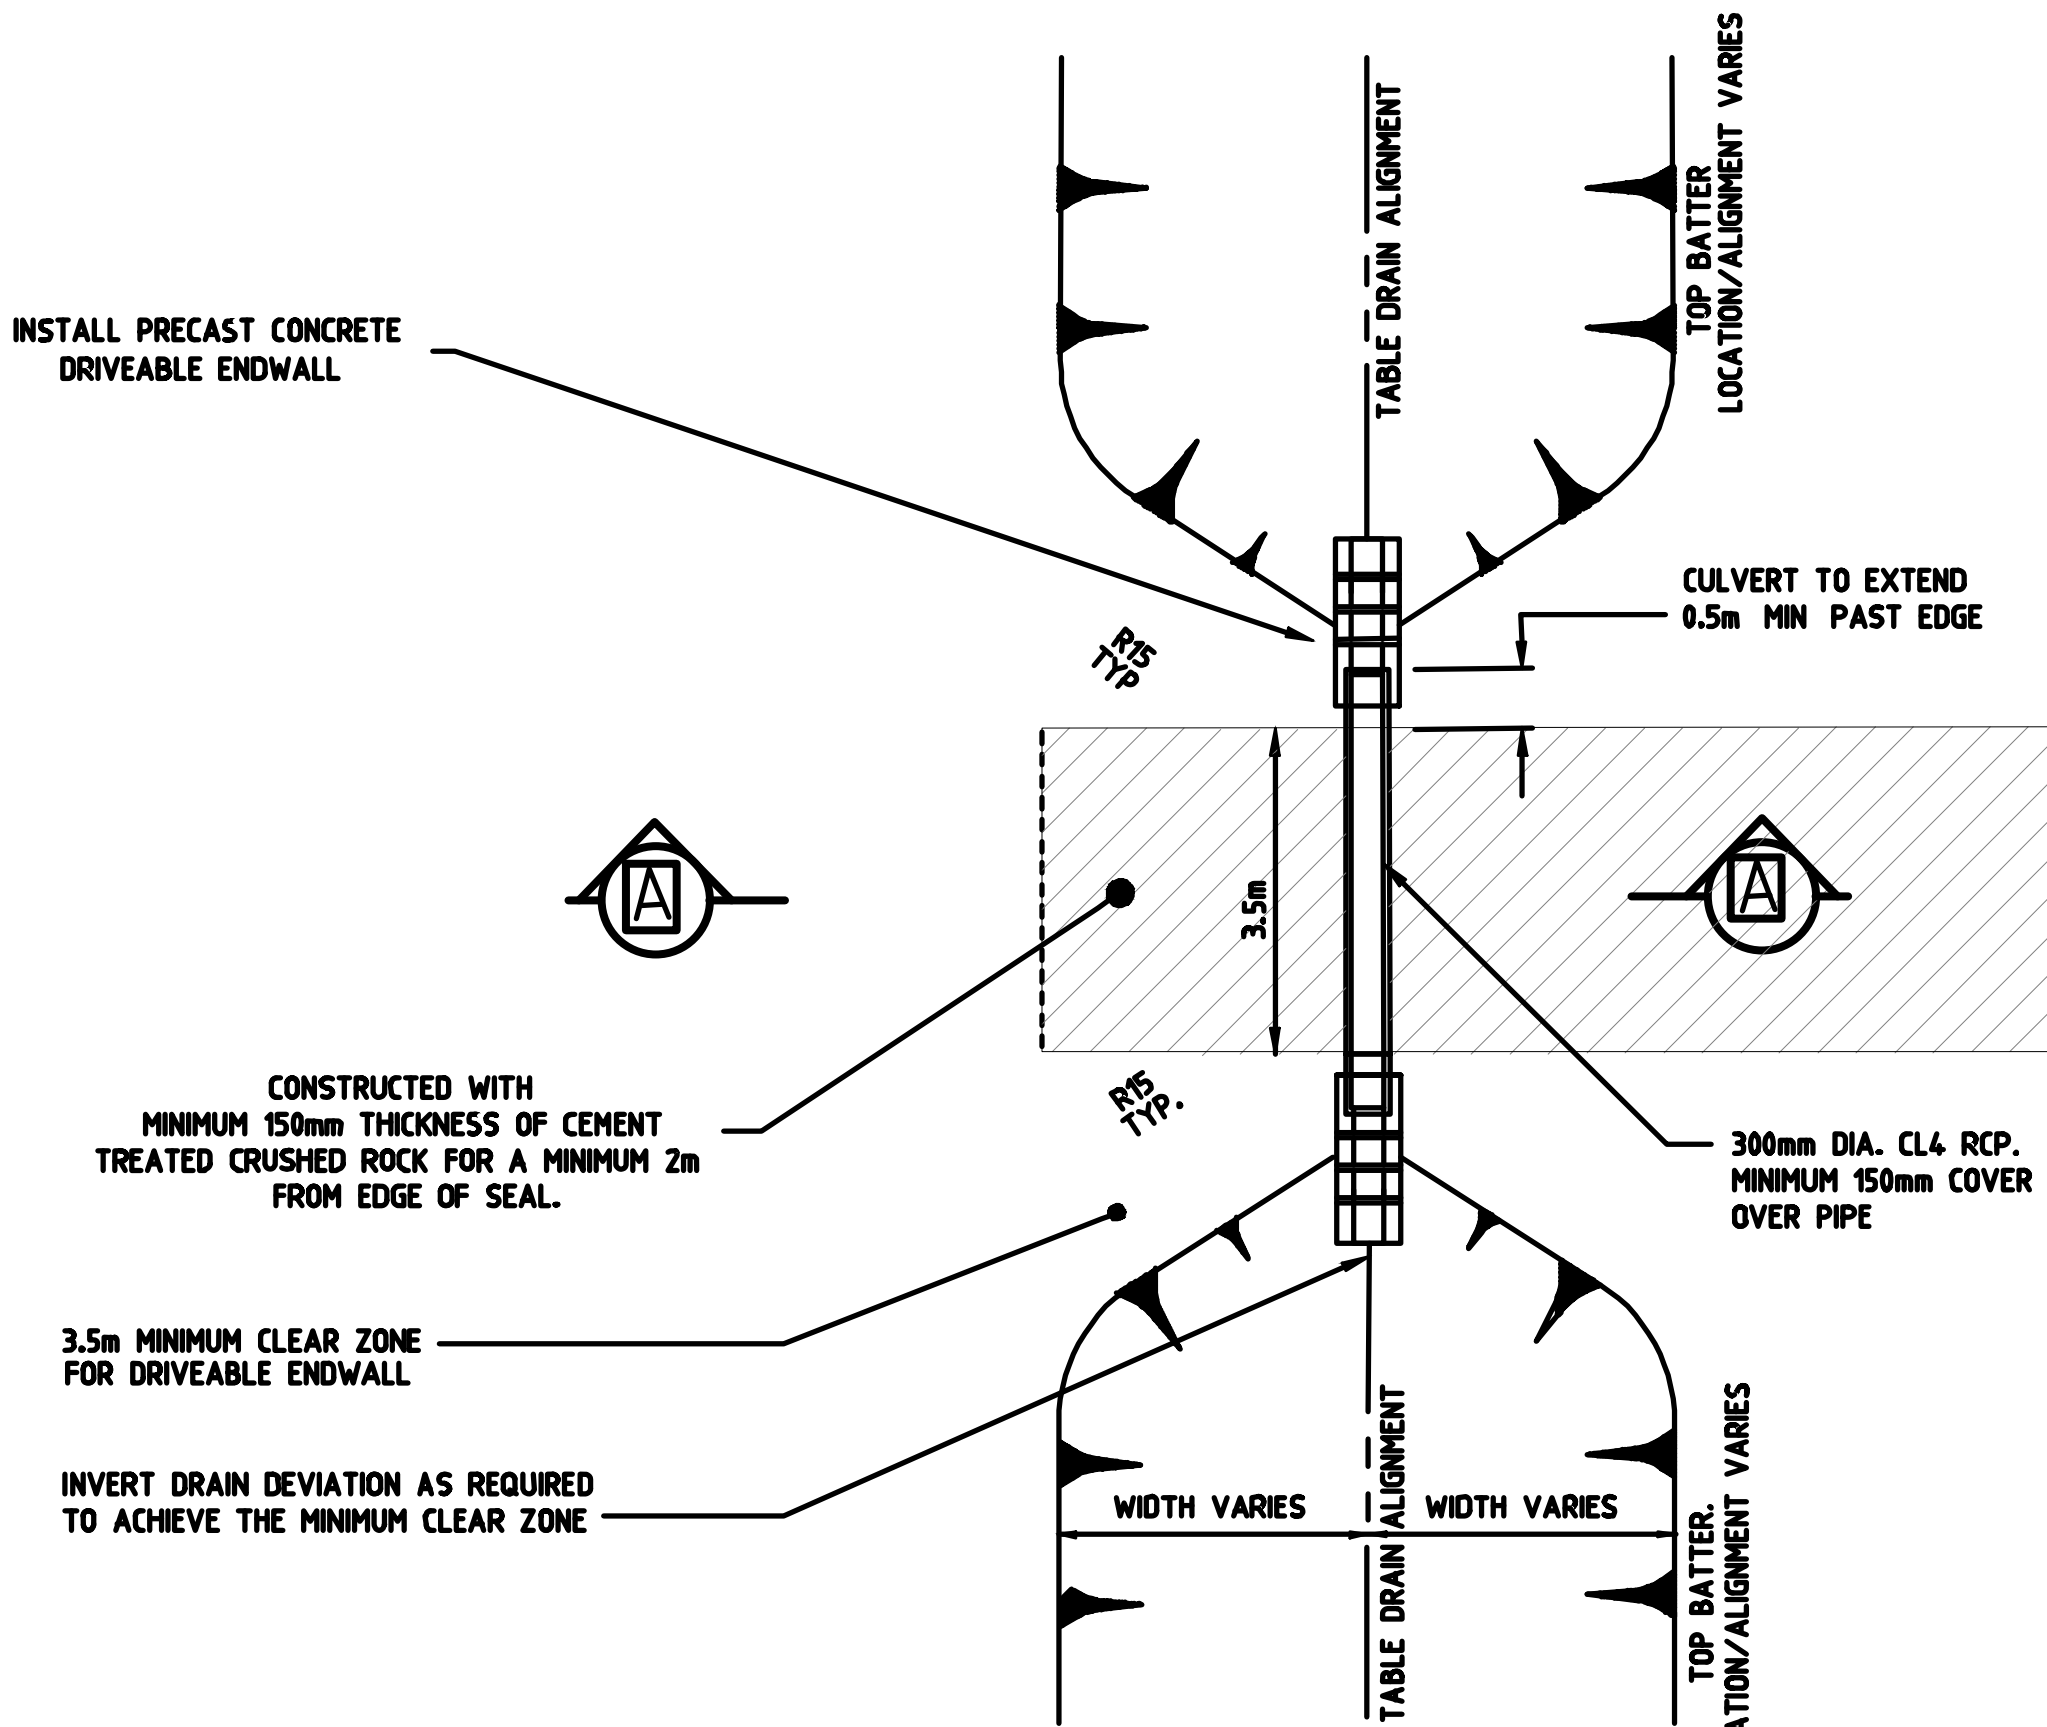 TABLE DRAIN ALIGNMENT
TOP BATTER
LOCATION/ALIGNMENT VARIES
INSTALL PRECAST CONCRETE
DRIVEABLE ENDWALL
CULVERT TO EXTEND
0.5m MIN PAST EDGE
R15
TYP
A
3.5m
A
CONSTRUCTED WITH
MINIMUM 150mm THICKNESS OF CEMENT
TREATED CRUSHED ROCK FOR A MINIMUM 2m
FROM EDGE OF SEAL.
R15
TYP.
300mm DIA. CL4 RCP.
MINIMUM 150mm COVER
OVER PIPE
3.5m MINIMUM CLEAR ZONE
FOR DRIVEABLE ENDWALL
INVERT DRAIN DEVIATION AS REQUIRED
TO ACHIEVE THE MINIMUM CLEAR ZONE
WIDTH VARIES
WIDTH VARIES
TABLE DRAIN ALIGNMENT
TOP BATTER.
ATION/ALIGNMENT VARIES